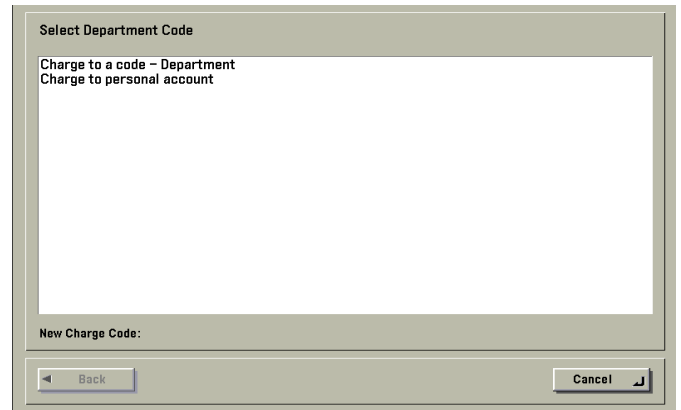 Select Department Code
Charge to a code – Department
Charge to personal account
New Charge Code:
Back
Cancel